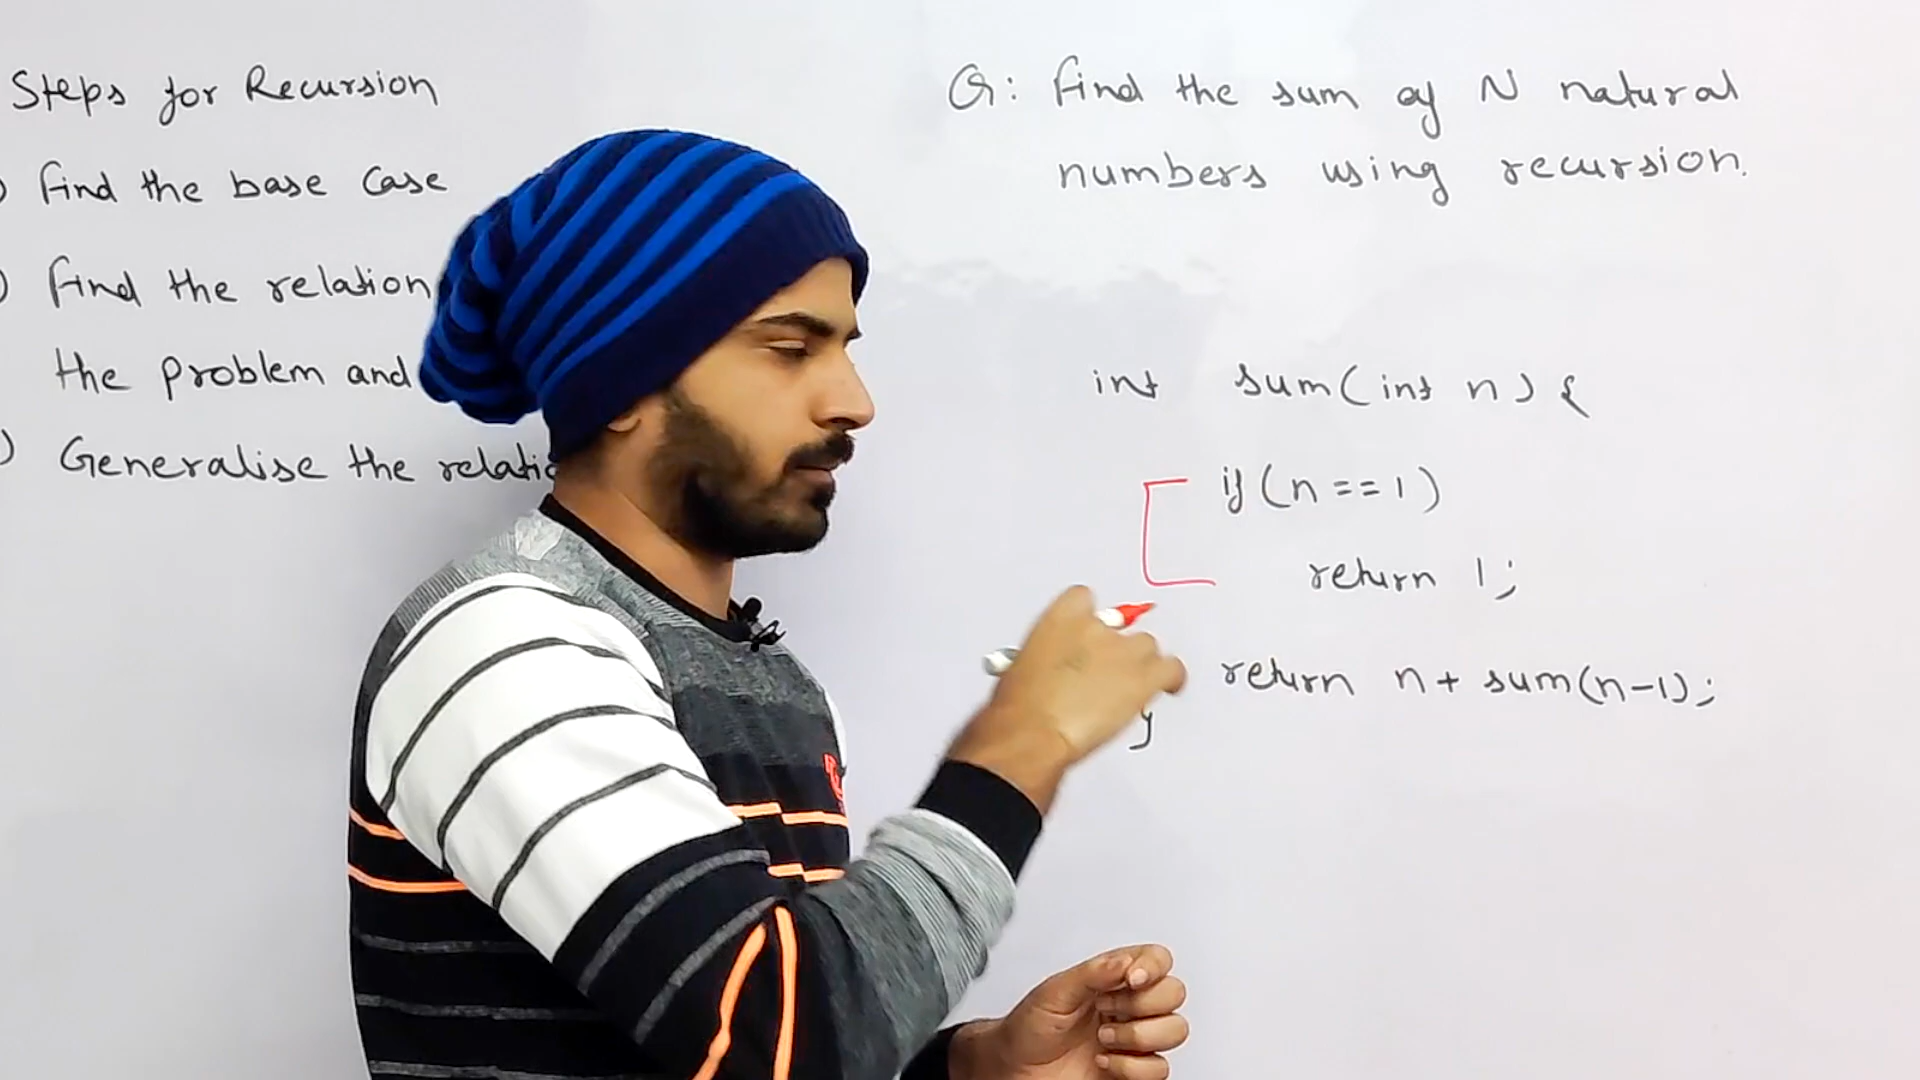 Steps for Recursion
) find the base case
) find the relation
the problem and
) Generalise the relatio
Q: find the sum of N natural
numbers using recursion.
int sum(int n) {
if(n==1)
return 1;
return n+ sum(n-1);
}